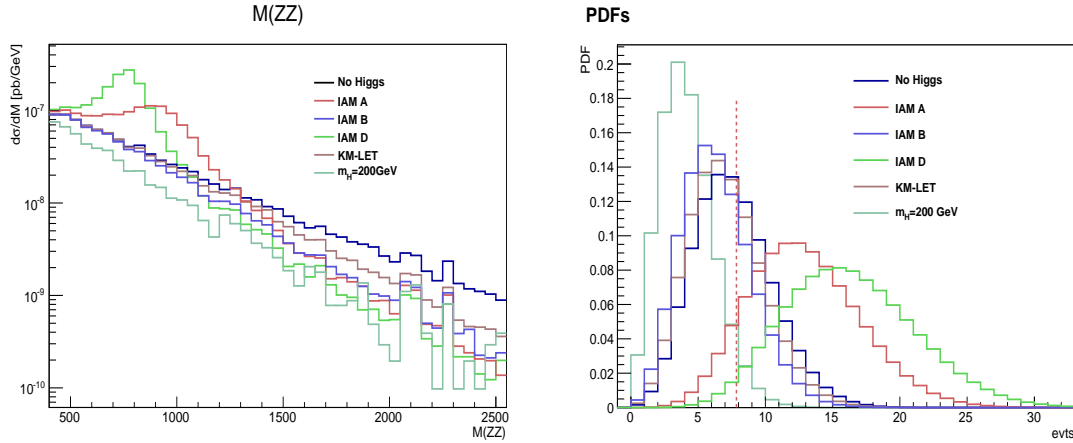 M(ZZ)
dσ/dM [pb/GeV]
10⁻⁷
10⁻⁸
10⁻⁹
10⁻¹⁰
No Higgs
IAM A
IAM B
IAM D
KM-LET
m_H=200GeV
500
1000
1500
2000
2500
M(ZZ)
PDFs
PDF
0.2
0.18
0.16
0.14
0.12
0.1
0.08
0.06
0.04
0.02
0
No Higgs
IAM A
IAM B
IAM D
KM-LET
m_H=200 GeV
0
5
10
15
20
25
30
evts